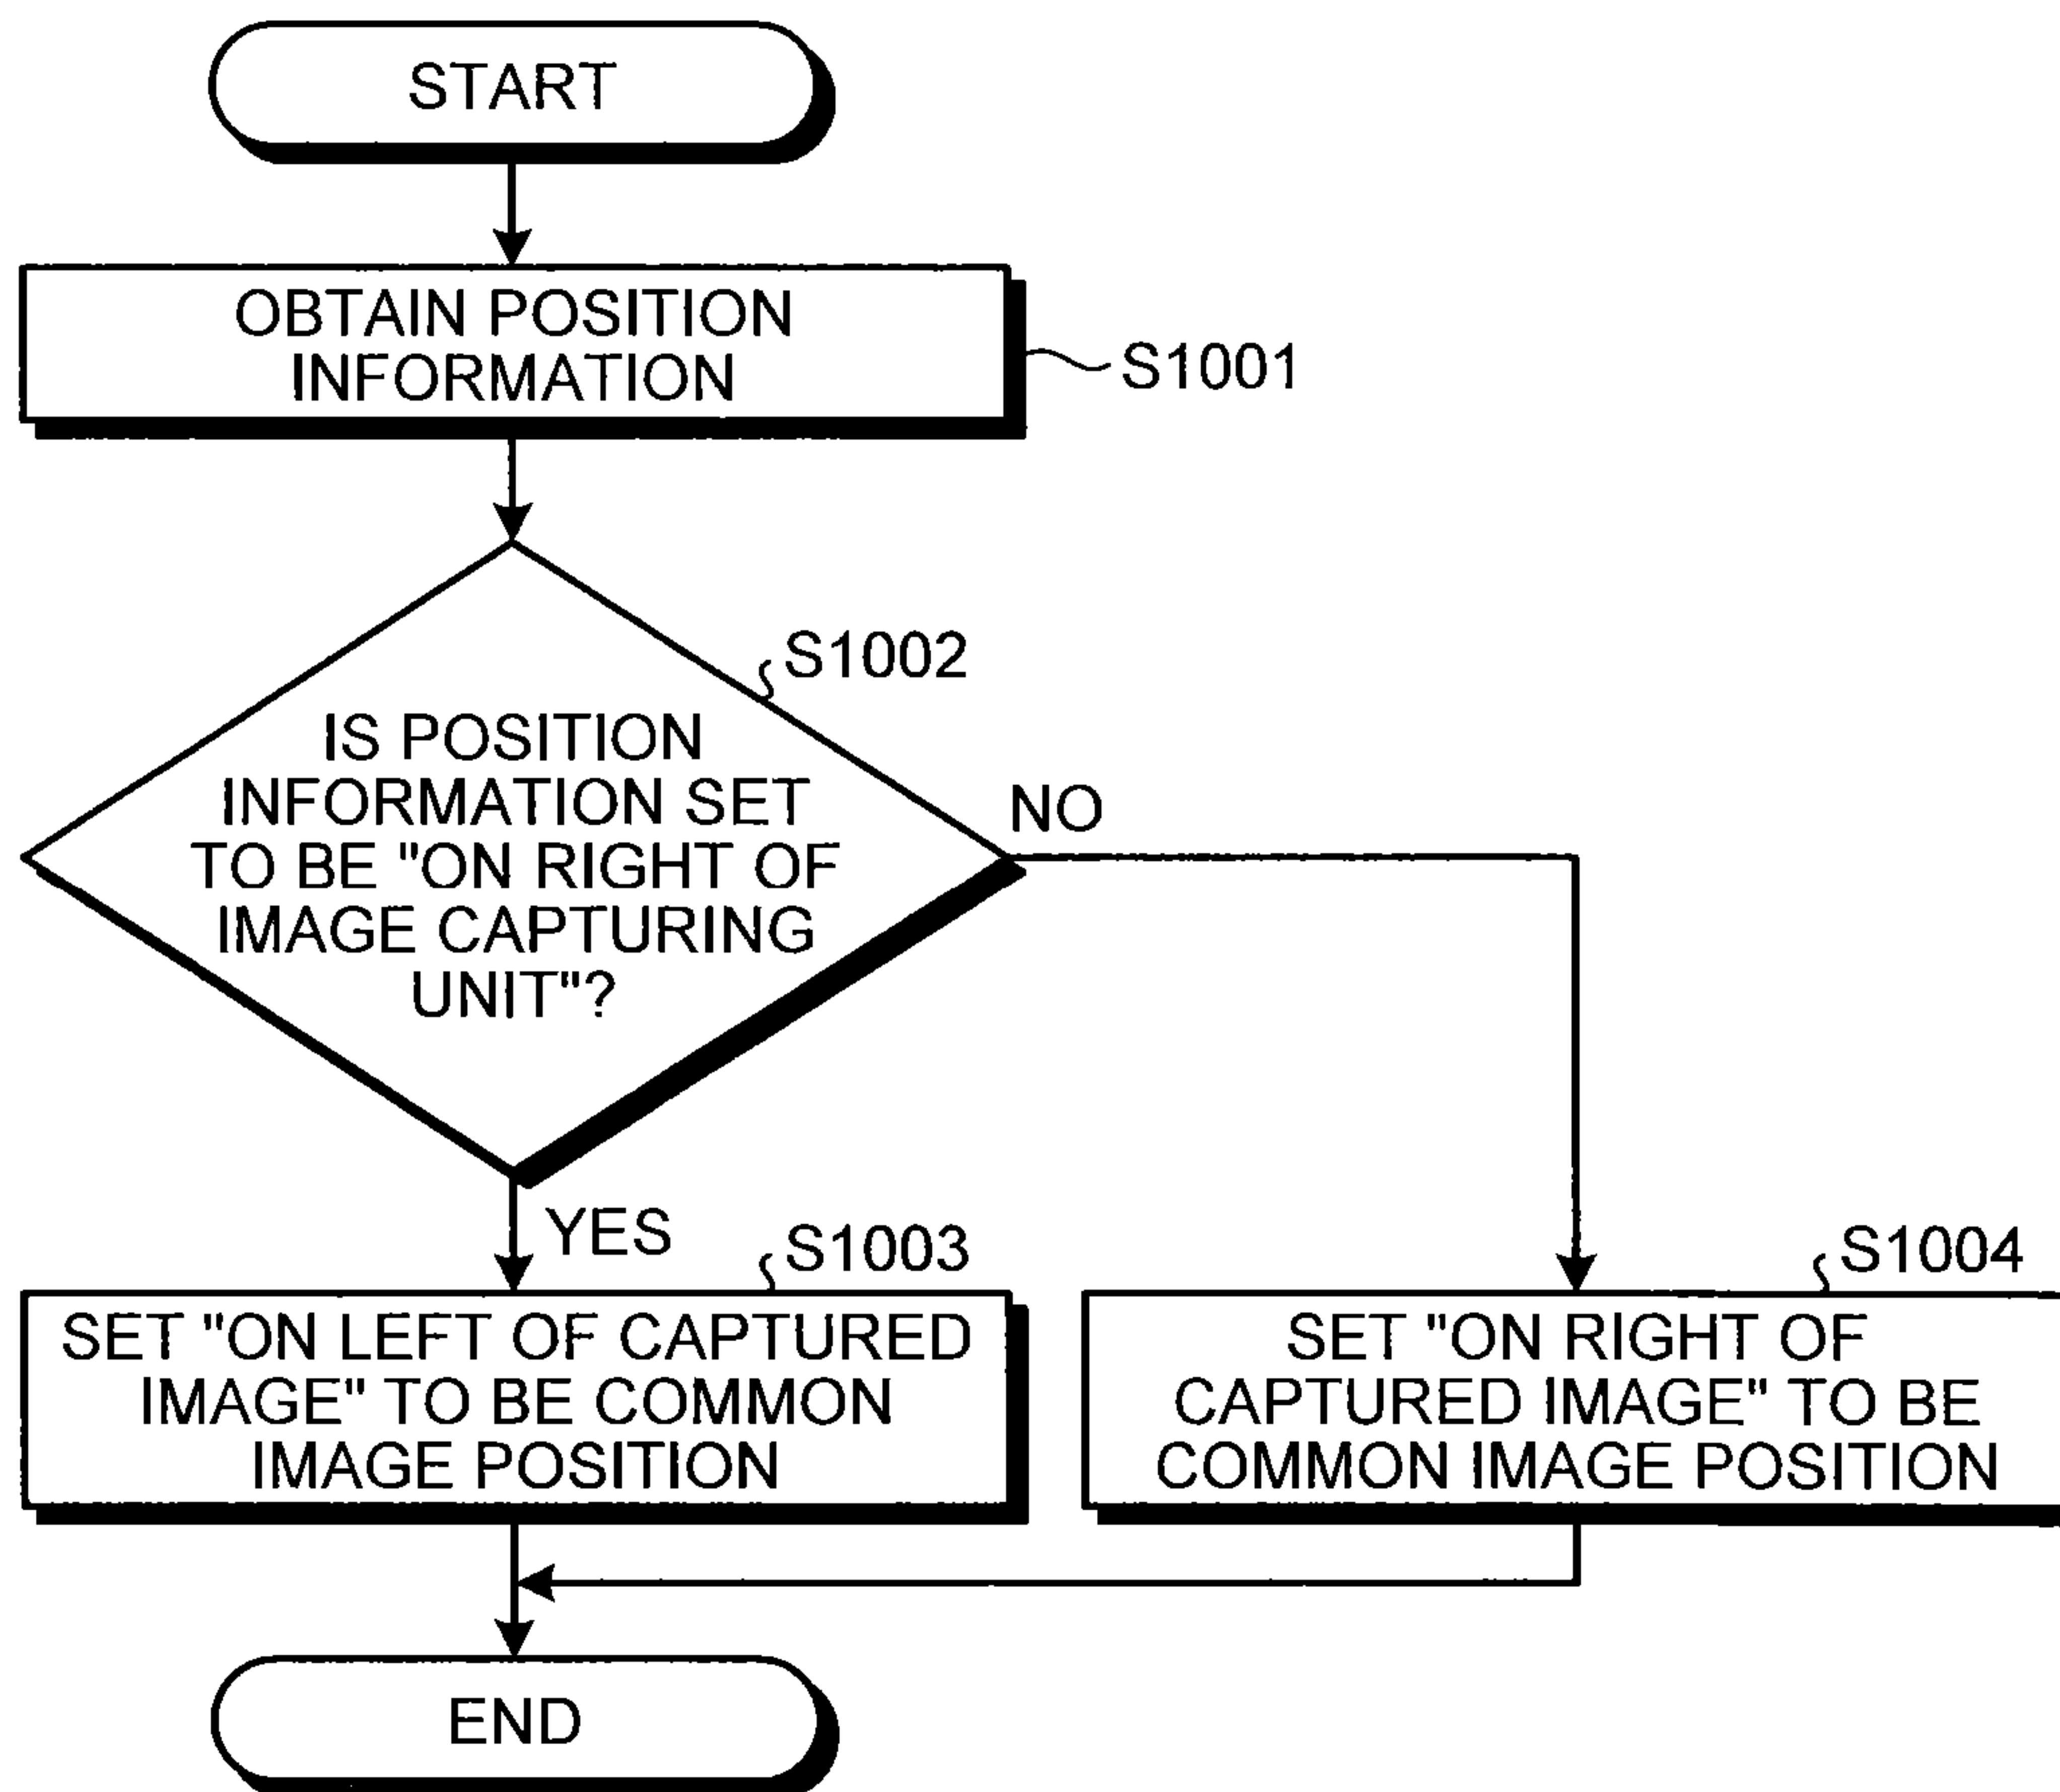 START
OBTAIN POSITION
INFORMATION
S1001
S1002
IS POSITION
INFORMATION SET
TO BE "ON RIGHT OF
IMAGE CAPTURING
UNIT"?
NO
YES
S1003
SET "ON LEFT OF CAPTURED
IMAGE" TO BE COMMON
IMAGE POSITION
S1004
SET "ON RIGHT OF
CAPTURED IMAGE" TO BE
COMMON IMAGE POSITION
END